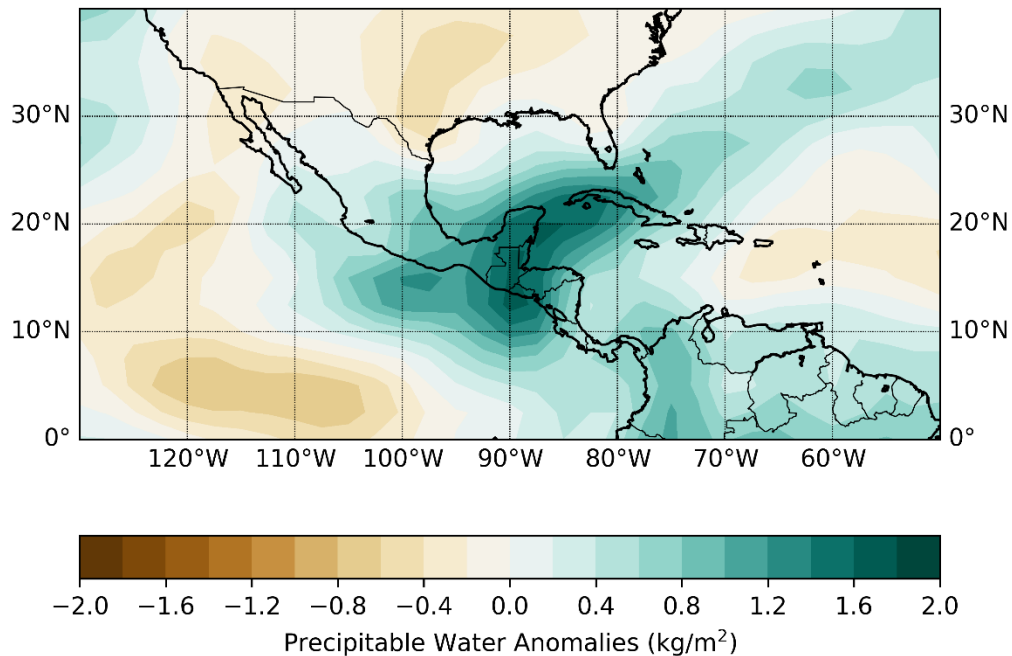 30°N 30°N
20°N 20°N
10°N 10°N
0° 0°
120°W 110°W 100°W 90°W 80°W 70°W 60°W
−2.0 −1.6 −1.2 −0.8 −0.4 0.0 0.4 0.8 1.2 1.6 2.0
Precipitable Water Anomalies (kg/m²)